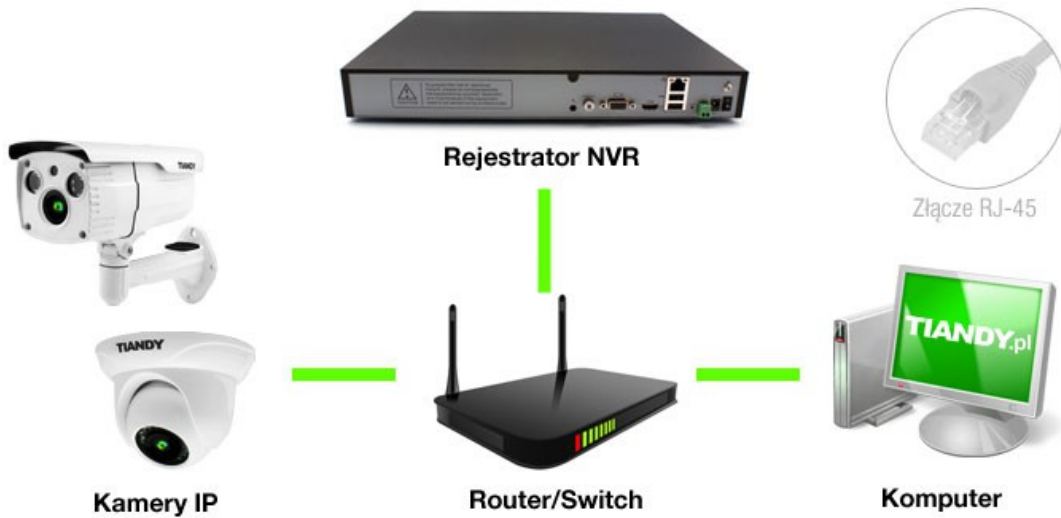 Rejestrator NVR
Złącze RJ-45
TIANDY
TIANDY
TIANDY.pl
Kamery IP
Router/Switch
Komputer